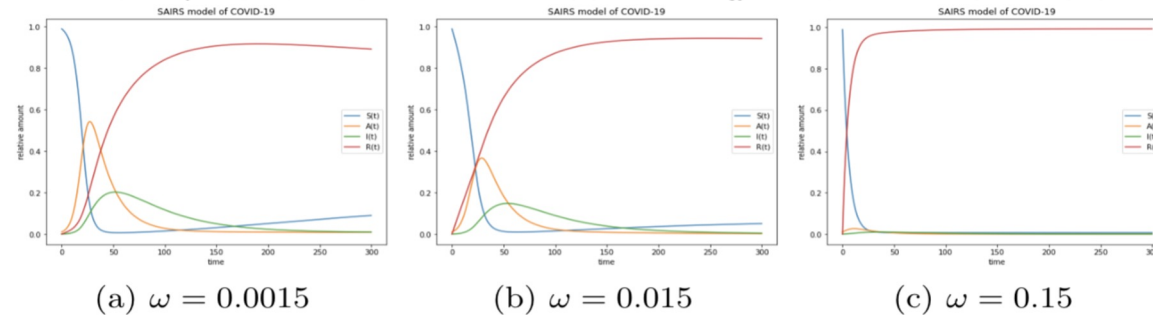 SAIRS model of COVID-19
SAIRS model of COVID-19
SAIRS model of COVID-19
relative amount
1.0
0.8
0.6
0.4
0.2
0.0
S(t)
A(t)
I(t)
R(t)
0 50 100 150 200 250 300
time
relative amount
1.0
0.8
0.6
0.4
0.2
0.0
S(t)
A(t)
I(t)
R(t)
0 50 100 150 200 250 300
time
relative amount
1.0
0.8
0.6
0.4
0.2
0.0
S(
A(
I(t
R(
0 50 100 150 200 250 300
time
(a) ω = 0.0015
(b) ω = 0.015
(c) ω = 0.15